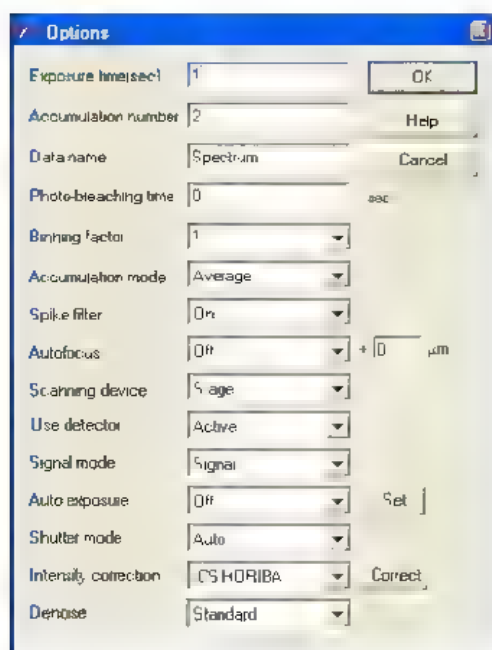 Options
Exposure time(sec) 1 OK
Accumulation number 2 Help
Data name Spectrum Cancel
Photo-bleaching time 0 sec
Binning factor 1
Accumulation mode Average
Spike filter On
Autofocus Off + 0 μm
Scanning device Stage
Use detector Active
Signal mode Signal
Auto exposure Off Set
Shutter mode Auto
Intensity correction ICS HORIBA Correct
Denoise Standard